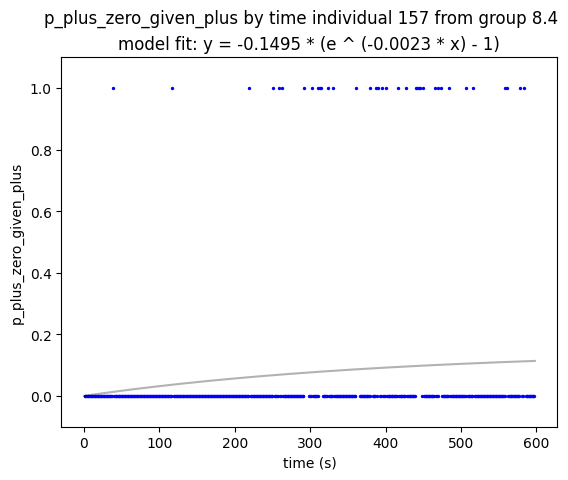 p_plus_zero_given_plus by time individual 157 from group 8.4
model fit: y = -0.1495 * (e ^ (-0.0023 * x) - 1)
1.0
0.8
0.6
0.4
0.2
0.0
p_plus_zero_given_plus
0 100 200 300 400 500 600
time (s)